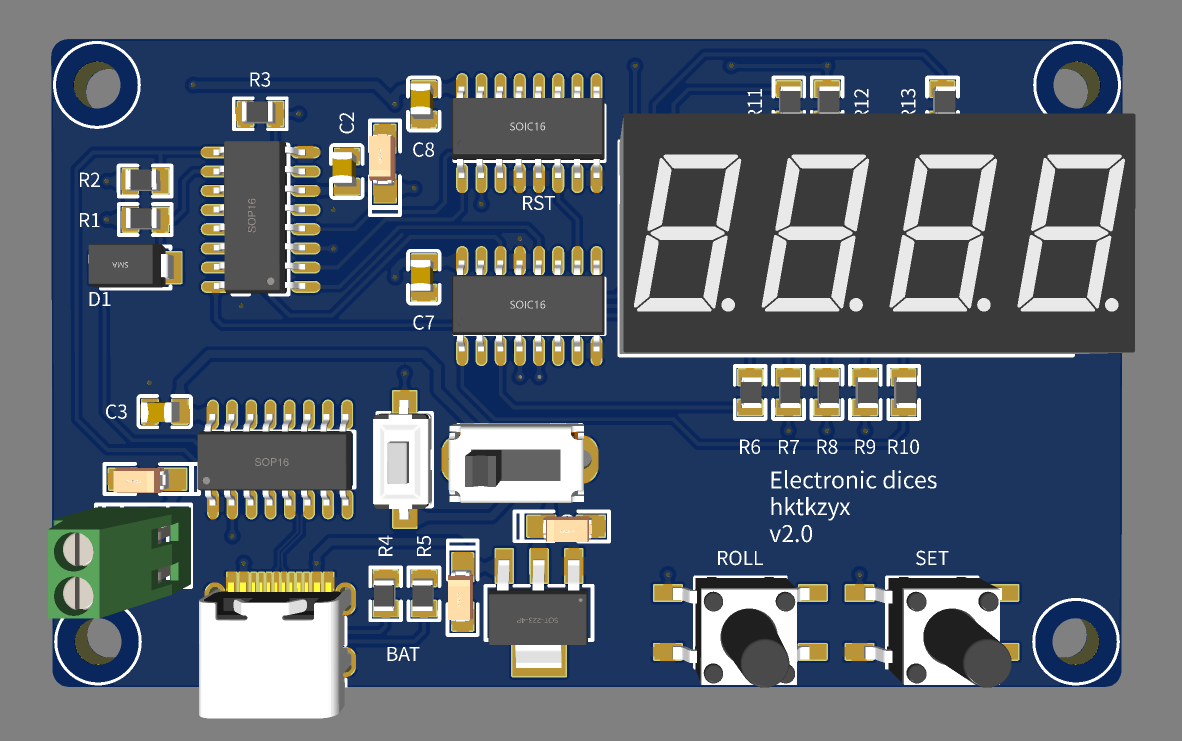 R3
R11
R12
R13
C2
SOIC16
C8
R2
SOP16
RST
R1
SMA
D1
SOIC16
C7
C3
SOP16
R6
R7
R8
R9
R10
Electronic dices
hktkzyx
v2.0
R4
R5
ROLL
SET
SOT-223-4P
BAT